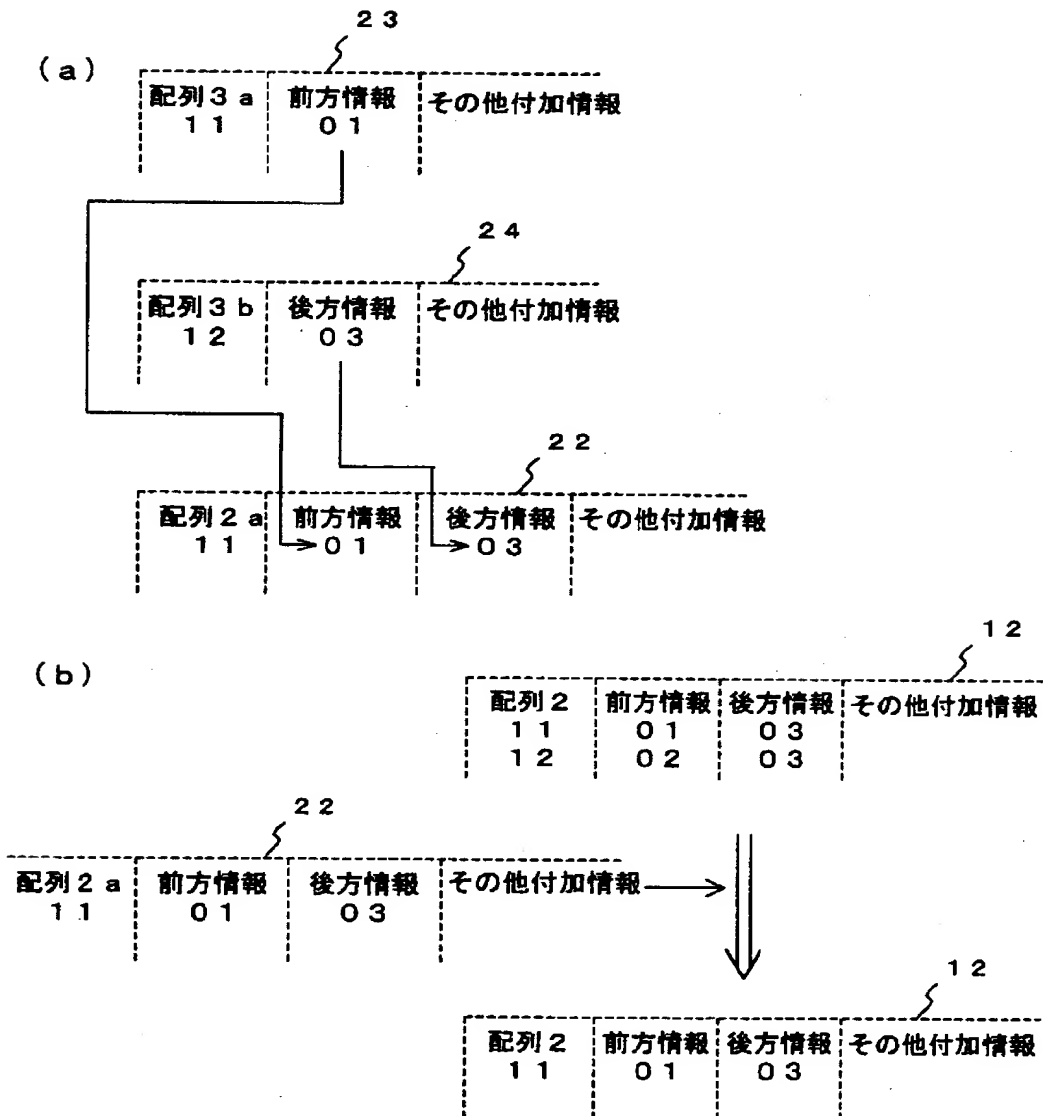 (a)
23
配列3a 前方情報 その他付加情報
11 01
24
配列3b 後方情報 その他付加情報
12 03
22
配列2a 前方情報 後方情報 その他付加情報
11 01 03
(b)
12
配列2 前方情報 後方情報 その他付加情報
11 01 03
12 02 03
22
配列2a 前方情報 後方情報 その他付加情報
11 01 03
12
配列2 前方情報 後方情報 その他付加情報
11 01 03